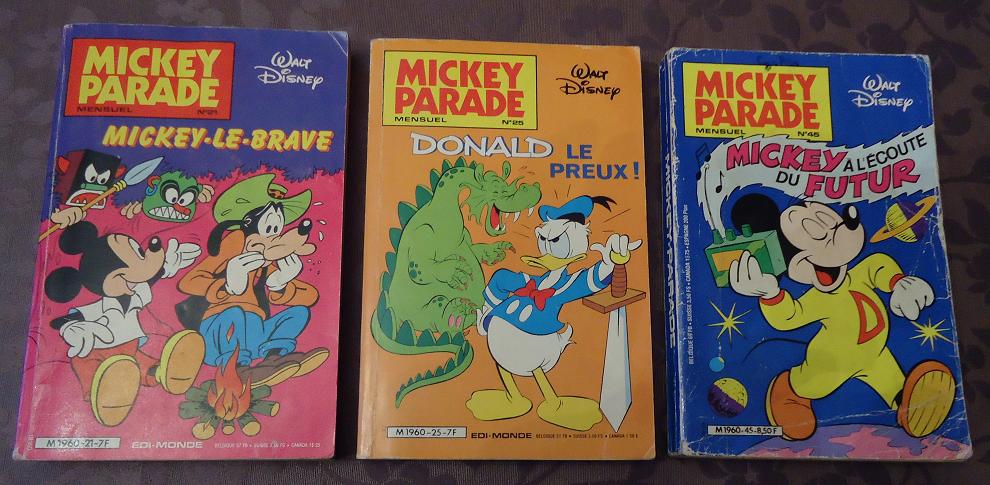 MICKEY
PARADE
MENSUEL N°21
WALT
DISNEY
MICKEY-LE-BRAVE
M 1960-21-7F
EDI-MONDE
MICKEY
PARADE
MENSUEL N°25
WALT
DISNEY
DONALD LE
PREUX!
M 1960-25-7F
EDI-MONDE
MICKEY
PARADE
MENSUEL N°45
WALT
DISNEY
MICKEY À L'ÉCOUTE
DU FUTUR
D
M 1960-45-8,50F
MICKEY PARADE